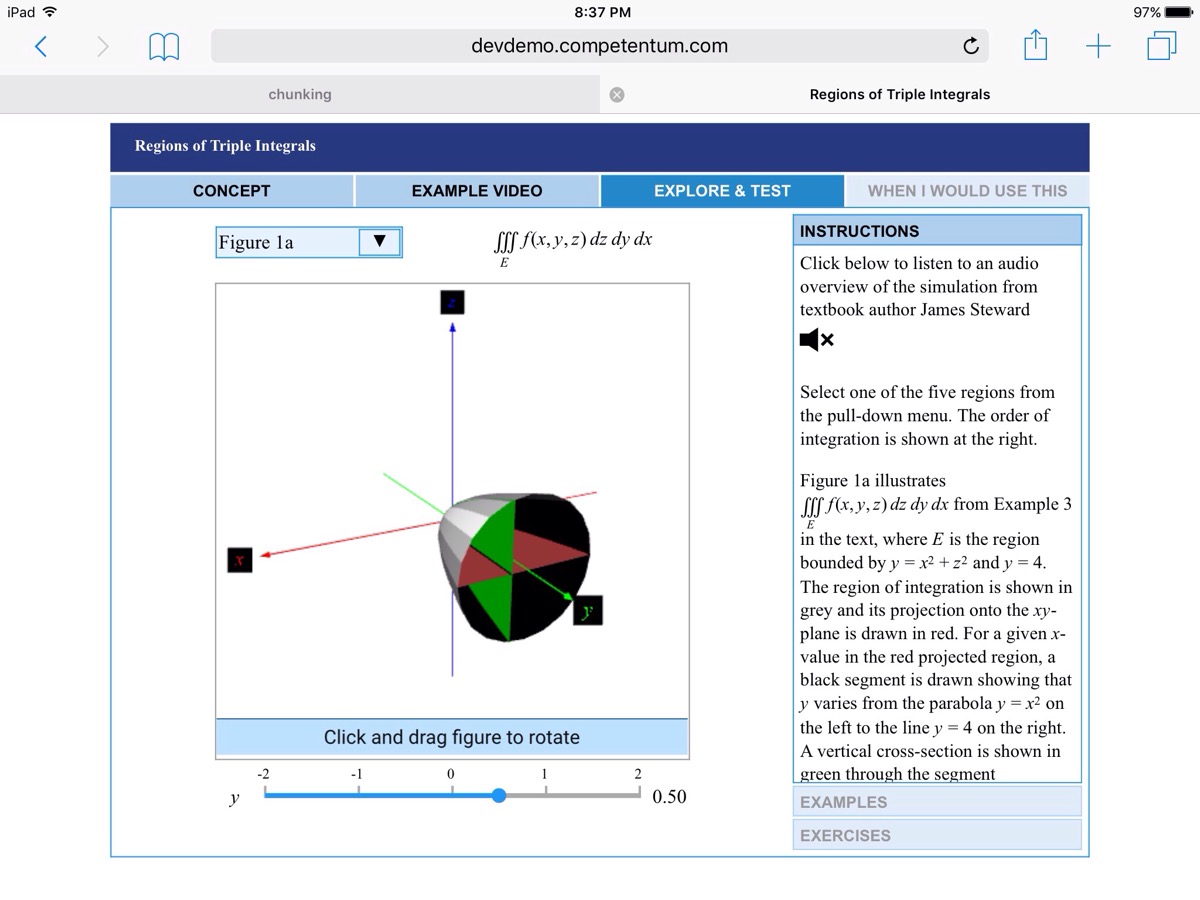 iPad
8:37 PM
97%
devdemo.competentum.com
chunking
Regions of Triple Integrals
Regions of Triple Integrals
CONCEPT
EXAMPLE VIDEO
EXPLORE & TEST
WHEN I WOULD USE THIS
Figure 1a ▼
∭ f(x, y, z) dz dy dx
E
z
x
y
Click and drag figure to rotate
-2 -1 0 1 2
y 0.50
INSTRUCTIONS
Click below to listen to an audio
overview of the simulation from
textbook author James Steward
Select one of the five regions from
the pull-down menu. The order of
integration is shown at the right.
Figure 1a illustrates
∭ f(x, y, z) dz dy dx from Example 3
E
in the text, where E is the region
bounded by y = x² + z² and y = 4.
The region of integration is shown in
grey and its projection onto the xy-
plane is drawn in red. For a given x-
value in the red projected region, a
black segment is drawn showing that
y varies from the parabola y = x² on
the left to the line y = 4 on the right.
A vertical cross-section is shown in
green through the segment
EXAMPLES
EXERCISES